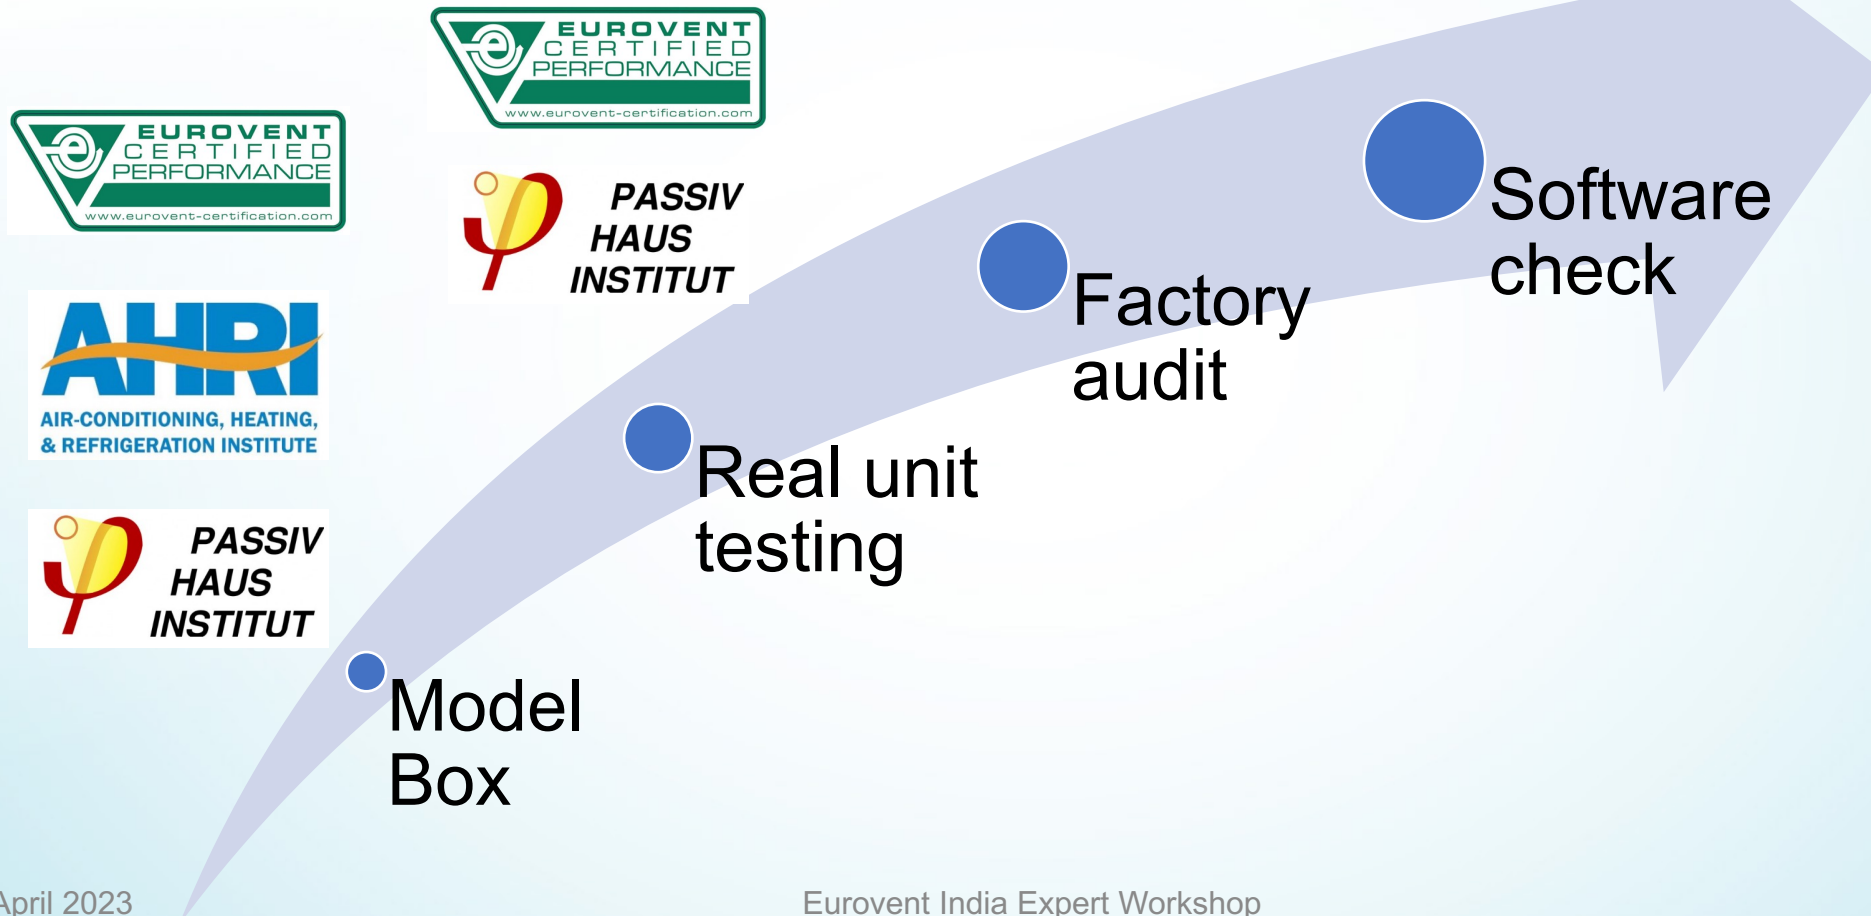 EUROVENT
CERTIFIED
PERFORMANCE
www.eurovent-certification.com
EUROVENT
CERTIFIED
PERFORMANCE
www.eurovent-certification.com
AHRI
AIR-CONDITIONING, HEATING,
& REFRIGERATION INSTITUTE
PASSIV
HAUS
INSTITUT
PASSIV
HAUS
INSTITUT
Model
Box
Real unit
testing
Factory
audit
Software
check
April 2023
Eurovent India Expert Workshop